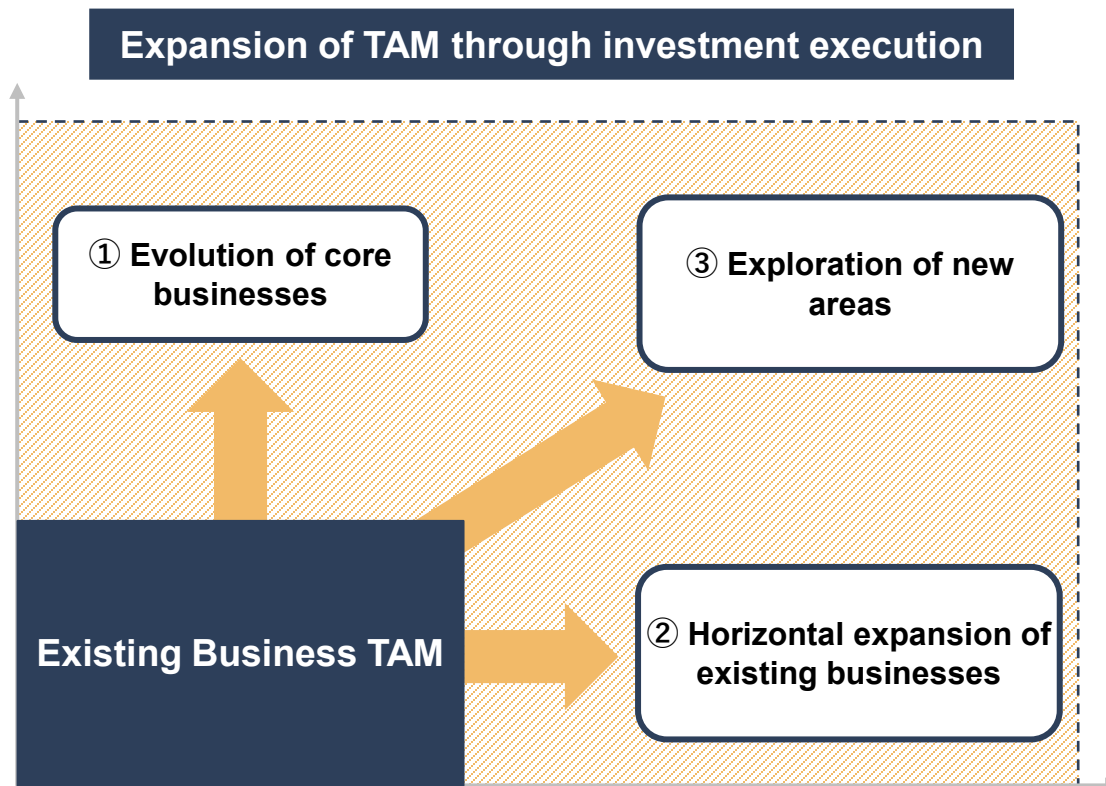 Expansion of TAM through investment execution
① Evolution of core
businesses
③ Exploration of new
areas
Existing Business TAM
② Horizontal expansion of
existing businesses